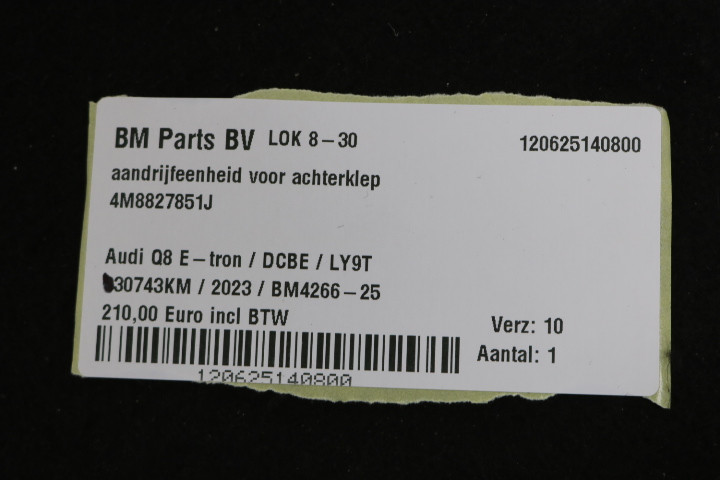 BM Parts BV LOK 8-30 120625140800
aandrijfeenheid voor achterklep
4M8827851J
Audi Q8 E-tron / DCBE / LY9T
30743KM / 2023 / BM4266-25
210,00 Euro incl BTW
Verz: 10
Aantal: 1
120625140800